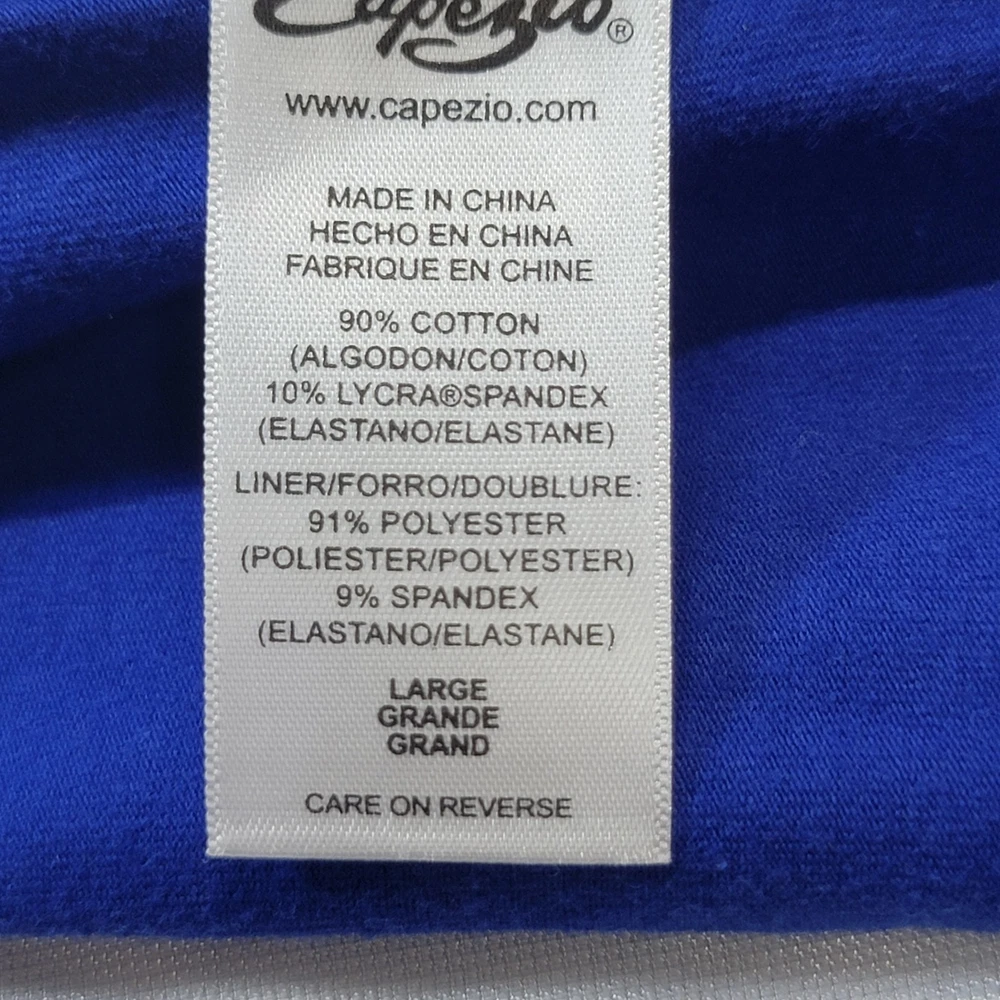 Capezio®
www.capezio.com
MADE IN CHINA
HECHO EN CHINA
FABRIQUE EN CHINE
90% COTTON
(ALGODON/COTON)
10% LYCRA®SPANDEX
(ELASTANO/ELASTANE)
LINER/FORRO/DOUBLURE:
91% POLYESTER
(POLIESTER/POLYESTER)
9% SPANDEX
(ELASTANO/ELASTANE)
LARGE
GRANDE
GRAND
CARE ON REVERSE